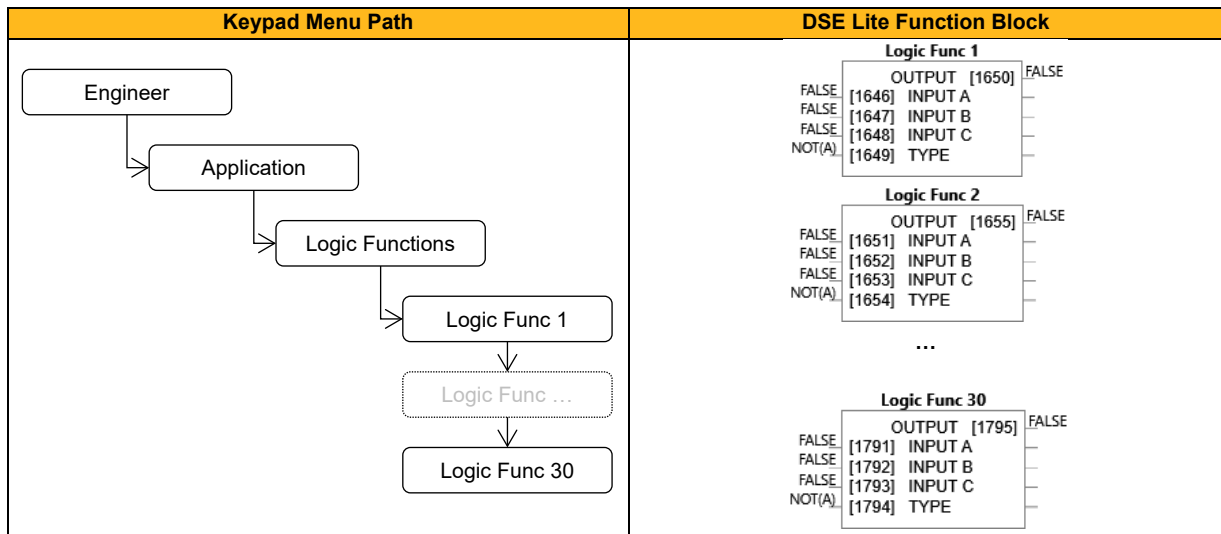 Keypad Menu Path
DSE Lite Function Block
Engineer
Application
Logic Functions
Logic Func 1
Logic Func ...
Logic Func 30
Logic Func 1
OUTPUT [1650] FALSE
FALSE [1646] INPUT A
FALSE [1647] INPUT B
FALSE [1648] INPUT C
NOT(A) [1649] TYPE
Logic Func 2
OUTPUT [1655] FALSE
FALSE [1651] INPUT A
FALSE [1652] INPUT B
FALSE [1653] INPUT C
NOT(A) [1654] TYPE
...
Logic Func 30
OUTPUT [1795] FALSE
FALSE [1791] INPUT A
FALSE [1792] INPUT B
FALSE [1793] INPUT C
NOT(A) [1794] TYPE